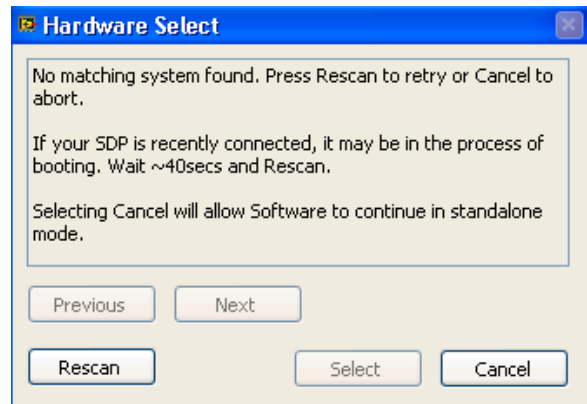 Hardware Select
No matching system found. Press Rescan to retry or Cancel to
abort.
If your SDP is recently connected, it may be in the process of
booting. Wait ~40secs and Rescan.
Selecting Cancel will allow Software to continue in standalone
mode.
Previous Next
Rescan Select Cancel